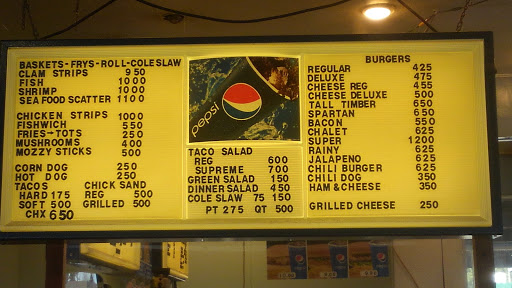 BASKETS-FRYS-ROLL-COLESLAW
CLAM STRIPS 950
FISH 1000
SHRIMP 1000
SEA FOOD SCATTER 1100
CHICKEN STRIPS 1000
FISHWICH 550
FRIES-TOTS 250
MUSHROOMS 400
MOZZY STICKS 500
CORN DOG 250
HOT DOG 250
TACOS CHICK SAND
HARD 175 REG 500
SOFT 500 GRILLED 500
CHX 650
pepsi
TACO SALAD
REG 600
SUPREME 700
GREEN SALAD 150
DINNER SALAD 450
COLE SLAW 75 150
PT 275 QT 500
BURGERS
REGULAR 425
DELUXE 475
CHEESE REG 455
CHEESE DELUXE 500
TALL TIMBER 650
SPARTAN 650
BACON 550
CHALET 625
SUPER 1200
RAINY 625
JALAPENO 625
CHILI BURGER 625
CHILI DOG 350
HAM & CHEESE 350
GRILLED CHEESE 250